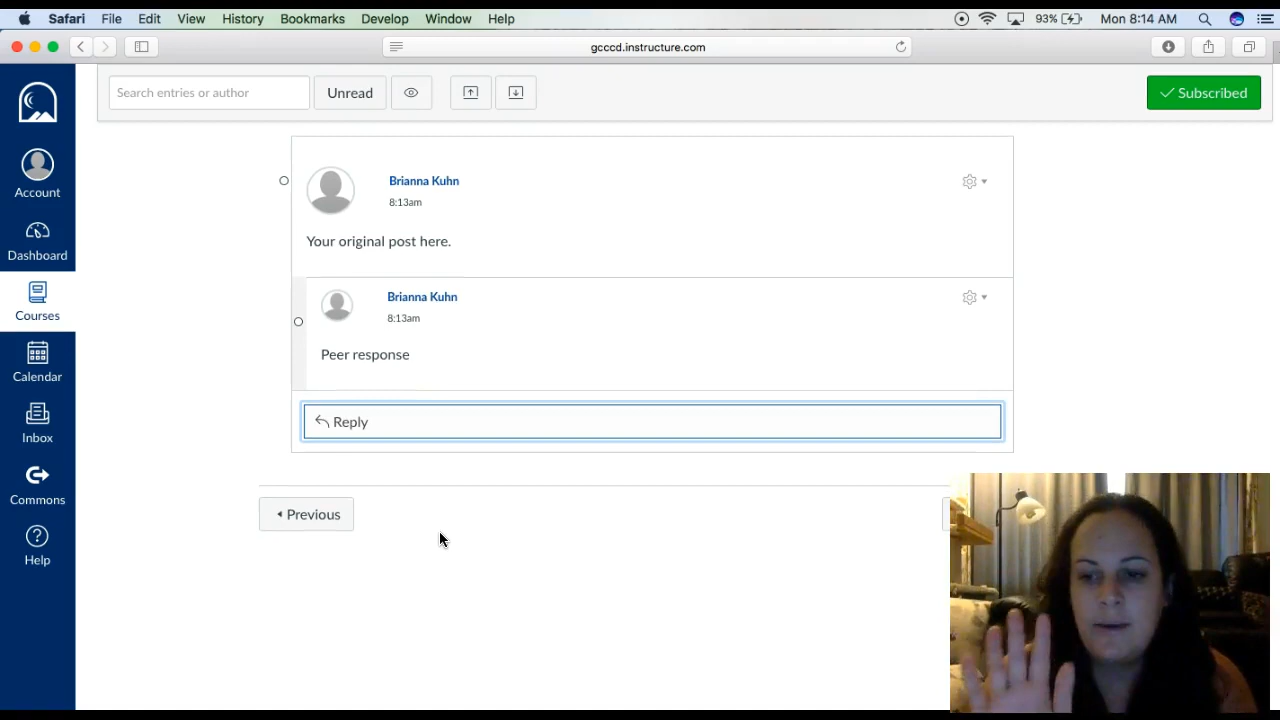 Safari File Edit View History Bookmarks Develop Window Help 93% Mon 8:14 AM
gcccd.instructure.com
Search entries or author Unread Subscribed
Account
Dashboard
Courses
Calendar
Inbox
Commons
Help
Brianna Kuhn
8:13am
Your original post here.
Brianna Kuhn
8:13am
Peer response
Reply
Previous